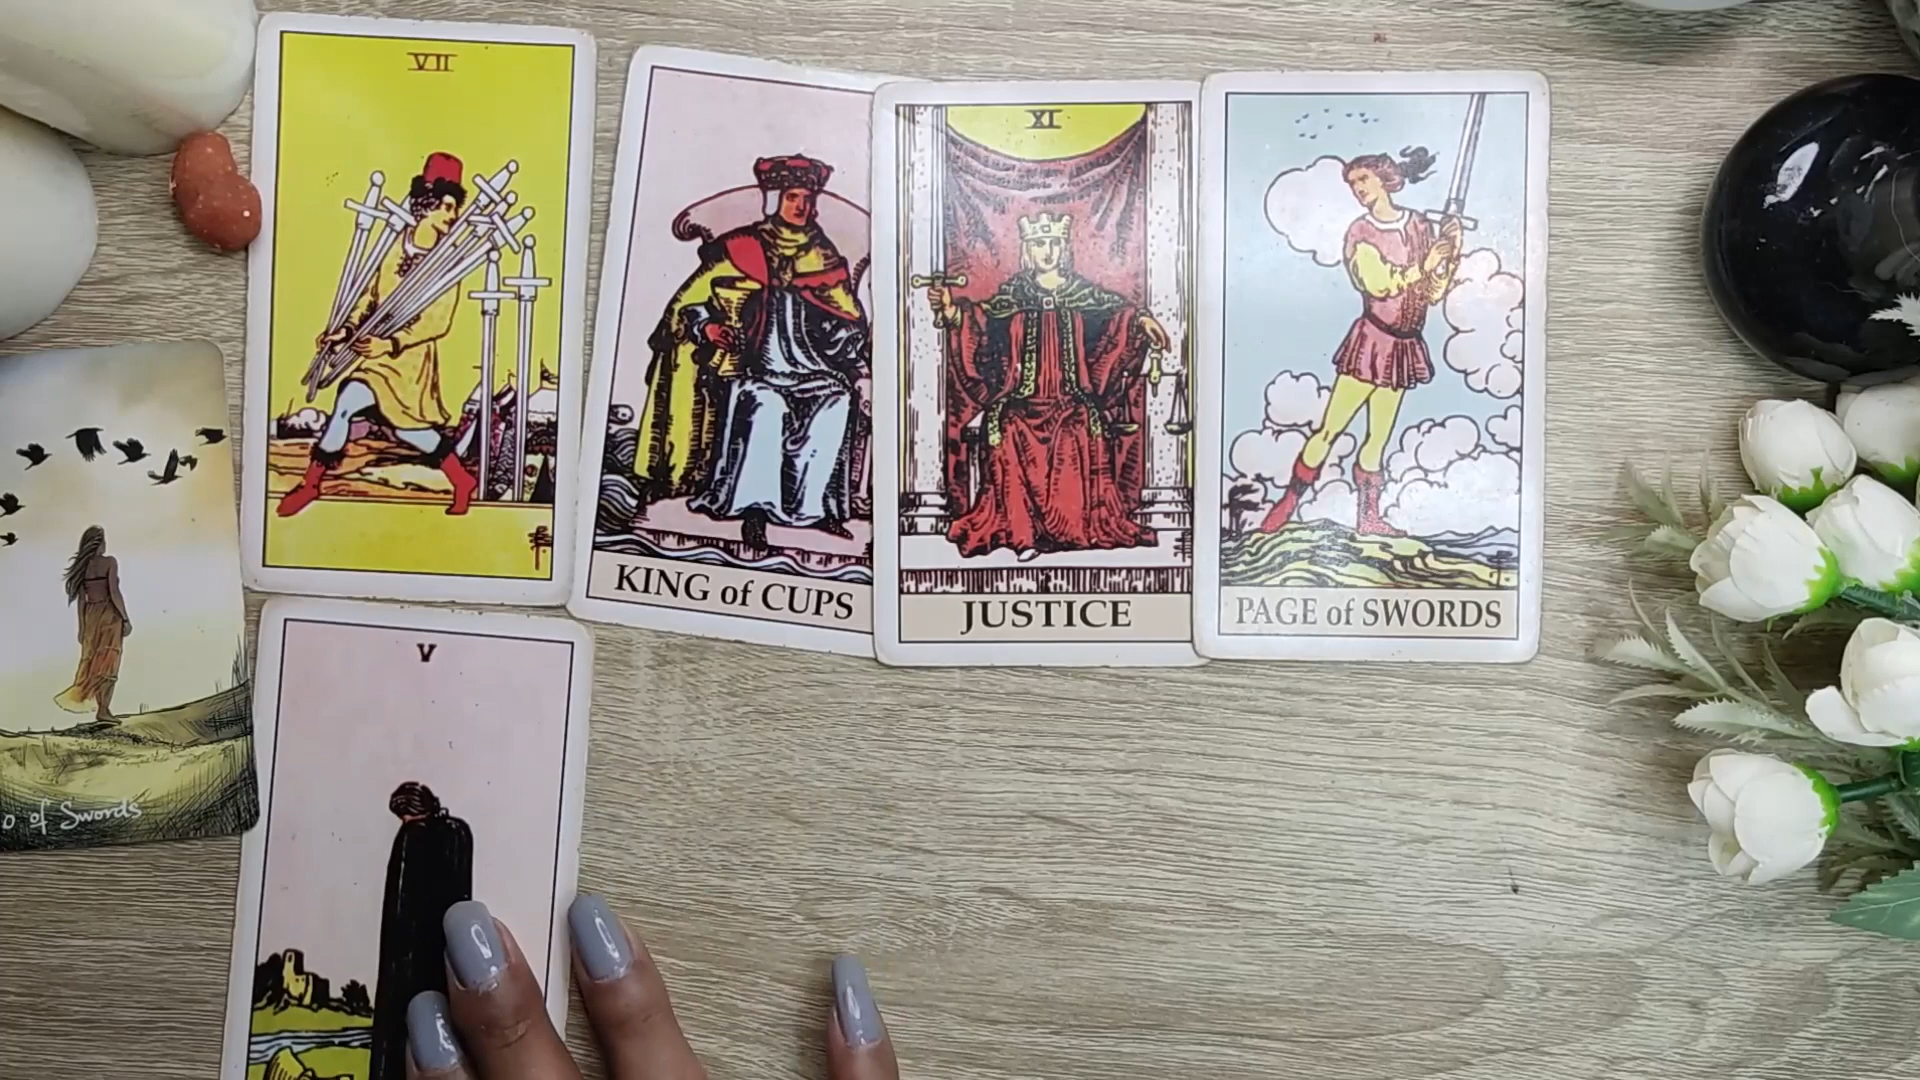 VII
KING of CUPS
XI
JUSTICE
PAGE of SWORDS
of Swords
V